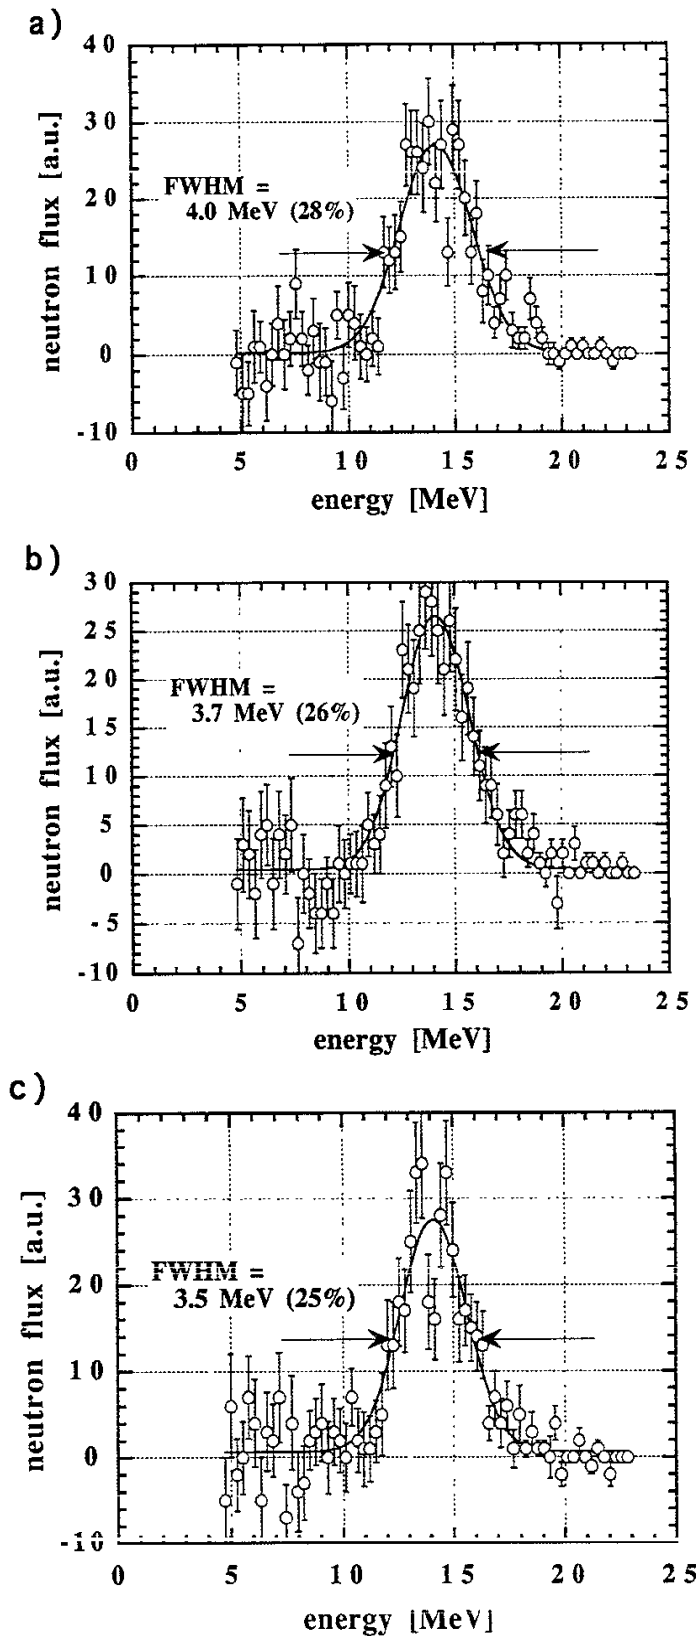 a)
40
30
20
10
0
-10
neutron flux [a.u.]
FWHM =
4.0 MeV (28%)
0 5 10 15 20 25
energy [MeV]
b)
30
25
20
15
10
5
0
-5
-10
neutron flux [a.u.]
FWHM =
3.7 MeV (26%)
0 5 10 15 20 25
energy [MeV]
c)
40
30
20
10
0
-10
neutron flux [a.u.]
FWHM =
3.5 MeV (25%)
0 5 10 15 20 25
energy [MeV]